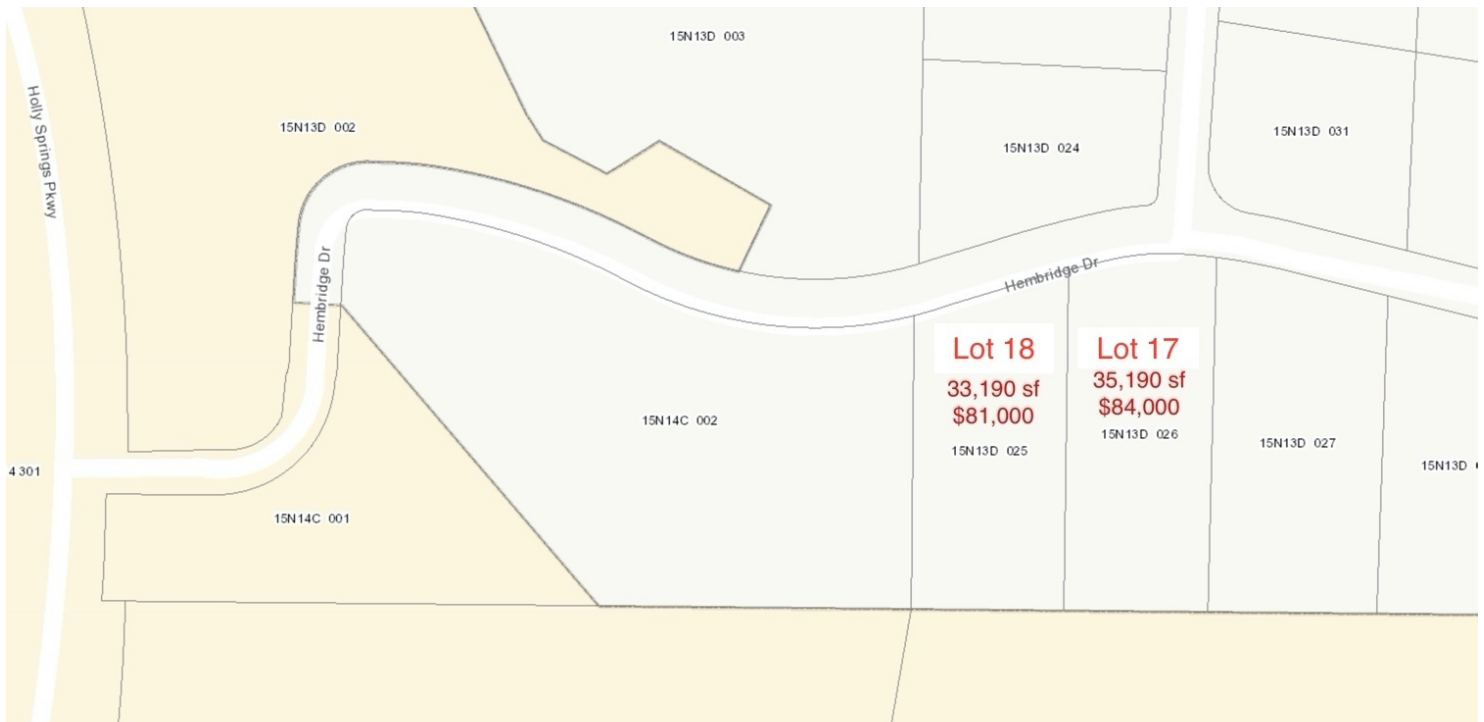 15N13D 003
Holly Springs Pkwy
15N13D 002
15N13D 031
15N13D 024
Hembridge Dr
Hembridge Dr
Lot 18
33,190 sf
$81,000
15N13D 025
Lot 17
35,190 sf
$84,000
15N13D 026
15N14C 002
15N13D 027
15N13D
4301
15N14C 001